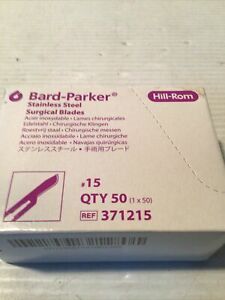 Bard-Parker®
Hill-Rom
Stainless Steel
Surgical Blades
Acier inoxydable • Lames chirurgicales
Edelstahl • Chirurgische Klingen
Roestvrij staal • Chirurgische messen
Acciaio inossidabile • Lame chirurgiche
Acero inoxidable • Navajas quirúrgicas
ステンレススチール・手術用ブレード
#15
QTY 50 (1 x 50)
REF 371215